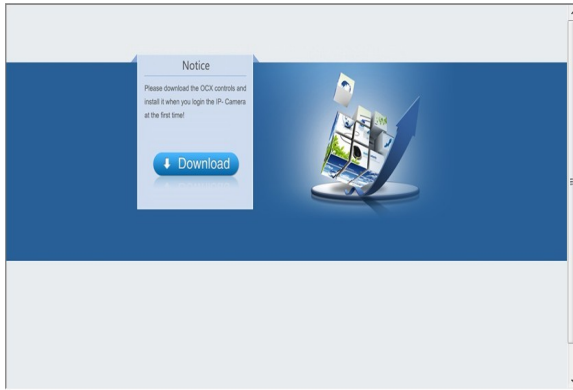 Notice
Please download the OCX controls and
install it when you login the IP- Camera
at the first time!
Download